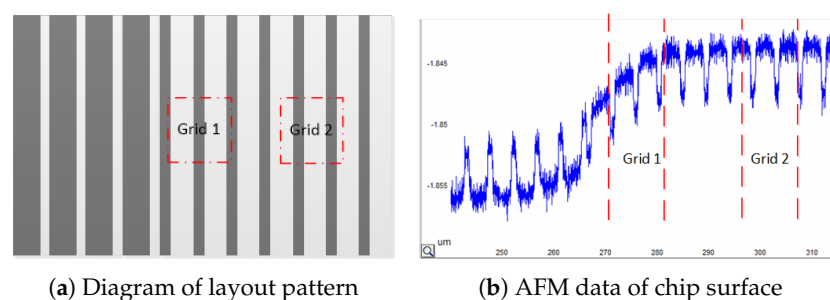 Grid 1
Grid 2
-1.845
-1.85
-1.855
um
Grid 1
Grid 2
250
260
270
280
290
300
310
(a) Diagram of layout pattern
(b) AFM data of chip surface